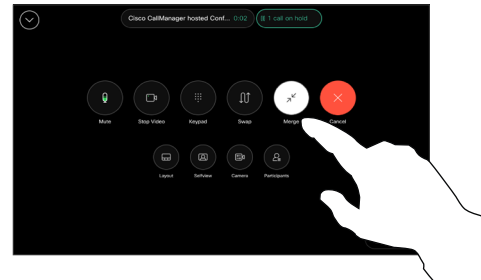 Cisco CallManager hosted Conf... 0:02
1 call on hold
Mute
Stop Video
Keypad
Swap
Merge
Cancel
Layout
Selfview
Camera
Participants